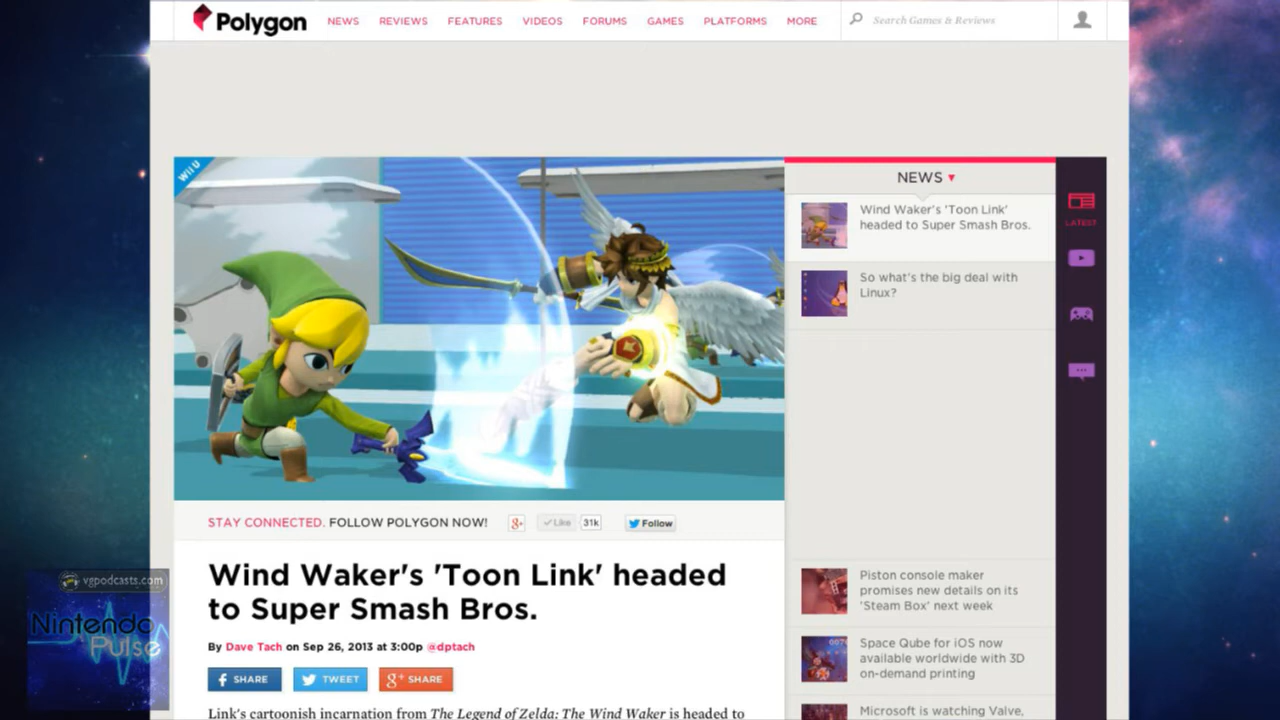 Polygon
NEWS
REVIEWS
FEATURES
VIDEOS
FORUMS
GAMES
PLATFORMS
MORE
Search Games & Reviews
Wii U
STAY CONNECTED. FOLLOW POLYGON NOW!
g+
Like
31k
Follow
Wind Waker's 'Toon Link' headed
to Super Smash Bros.
By Dave Tach on Sep 26, 2013 at 3:00p @dptach
f SHARE
TWEET
g+ SHARE
Link's cartoonish incarnation from The Legend of Zelda: The Wind Waker is headed to
NEWS
Wind Waker's 'Toon Link'
headed to Super Smash Bros.
So what's the big deal with
Linux?
Piston console maker
promises new details on its
'Steam Box' next week
Space Qube for iOS now
available worldwide with 3D
on-demand printing
Microsoft is watching Valve,
LATEST
vgpodcasts.com
Nintendo
Pulse